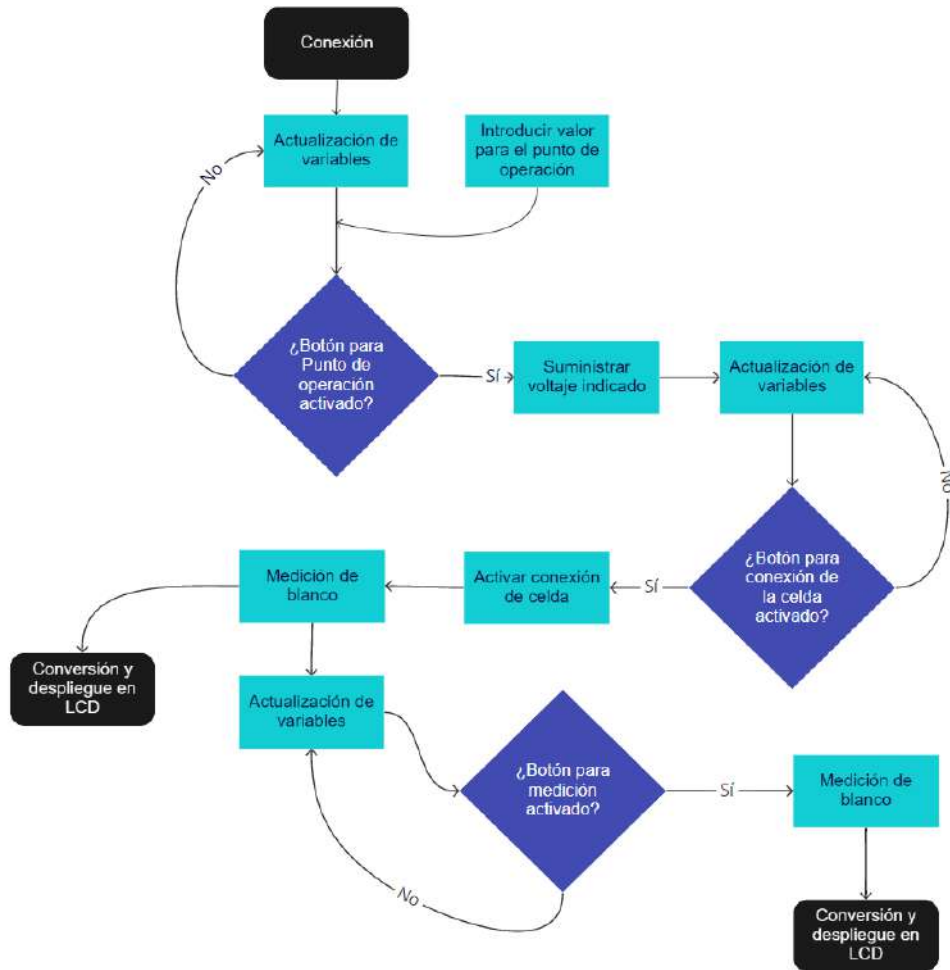 Conexión
Actualización de
variables
Introducir valor
para el punto de
operación
No
¿Botón para
Punto de
operación
activado?
Sí
Suministrar
voltaje indicado
Actualización de
variables
No
¿Botón para
conexión de
la celda
activado?
Sí
Activar conexión
de celda
Medición de
blanco
Conversión y
despliegue en
LCD
Actualización de
variables
¿Botón para
medición
activado?
No
Sí
Medición de
blanco
Conversión y
despliegue en
LCD